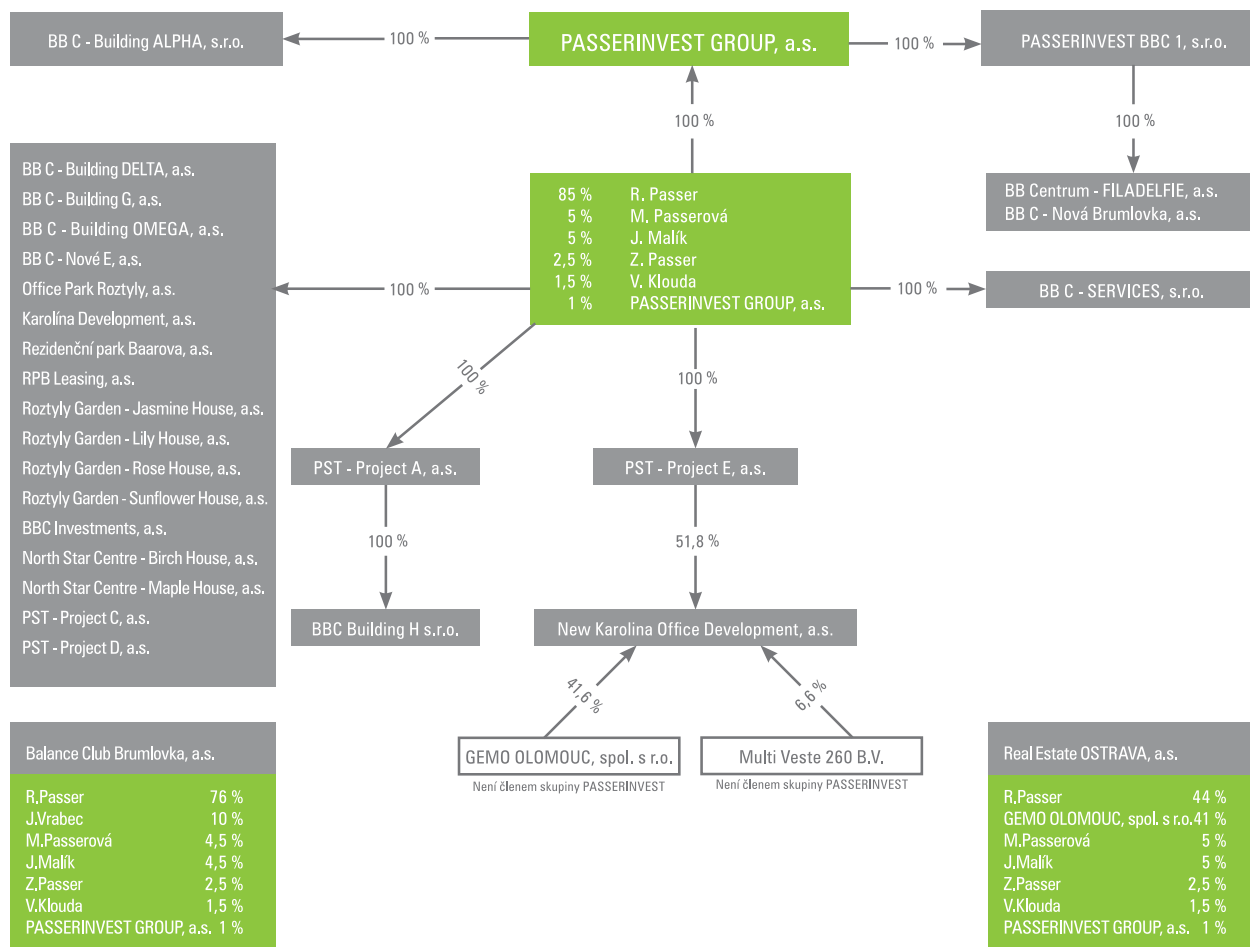 BB C - Building ALPHA, s.r.o.
100 %
PASSERINVEST GROUP, a.s.
100 %
PASSERINVEST BBC 1, s.r.o.
100 %
100 %
BB C - Building DELTA, a.s.
BB C - Building G, a.s.
BB C - Building OMEGA, a.s.
BB C - Nové E, a.s.
Office Park Roztyly, a.s.
Karolína Development, a.s.
Rezidenční park Baarova, a.s.
RPB Leasing, a.s.
Roztyly Garden - Jasmine House, a.s.
Roztyly Garden - Lily House, a.s.
Roztyly Garden - Rose House, a.s.
Roztyly Garden - Sunflower House, a.s.
BBC Investments, a.s.
North Star Centre - Birch House, a.s.
North Star Centre - Maple House, a.s.
PST - Project C, a.s.
PST - Project D, a.s.
85 % R. Passer
5 % M. Passerová
5 % J. Malík
2,5 % Z. Passer
1,5 % V. Klouda
1 % PASSERINVEST GROUP, a.s.
BB Centrum - FILADELFIE, a.s.
BB C - Nová Brumlovka, a.s.
100 %
100 %
BB C - SERVICES, s.r.o.
100 %
100 %
PST - Project A, a.s.
PST - Project E, a.s.
100 %
51,8 %
BBC Building H s.r.o.
New Karolina Office Development, a.s.
41,6 %
6,6 %
GEMO OLOMOUC, spol. s r.o.
Není členem skupiny PASSERINVEST
Multi Veste 260 B.V.
Není členem skupiny PASSERINVEST
Balance Club Brumlovka, a.s.
R.Passer 76 %
J.Vrabec 10 %
M.Passerová 4,5 %
J.Malík 4,5 %
Z.Passer 2,5 %
V.Klouda 1,5 %
PASSERINVEST GROUP, a.s. 1 %
Real Estate OSTRAVA, a.s.
R.Passer 44 %
GEMO OLOMOUC, spol. s r.o.41 %
M.Passerová 5 %
J.Malík 5 %
Z.Passer 2,5 %
V.Klouda 1,5 %
PASSERINVEST GROUP, a.s. 1 %